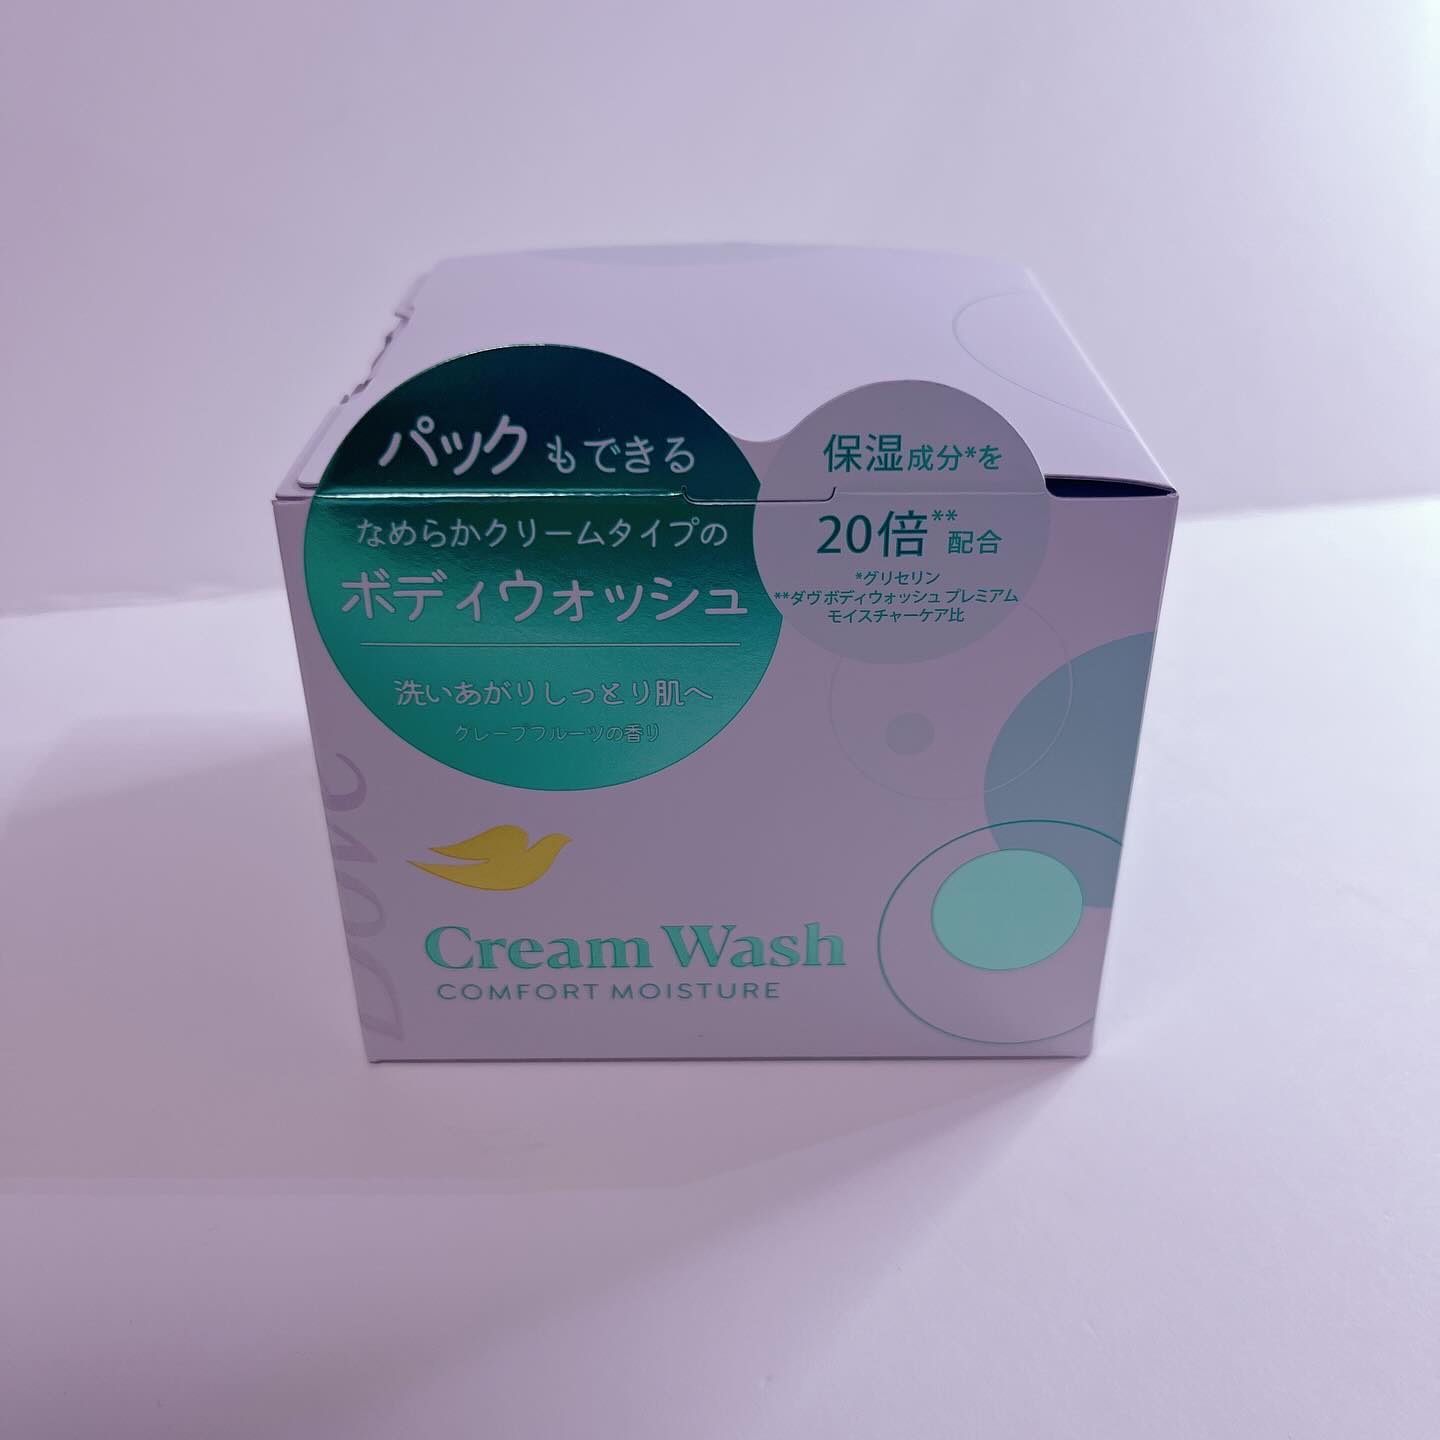 パックもできる
なめらかクリームタイプの
ボディウォッシュ
洗いあがりしっとり肌へ
グレープフルーツの香り
保湿成分*を
20倍**配合
*グリセリン
**ダヴ ボディウォッシュ プレミアム
モイスチャーケア比
Dove
Cream Wash
COMFORT MOISTURE